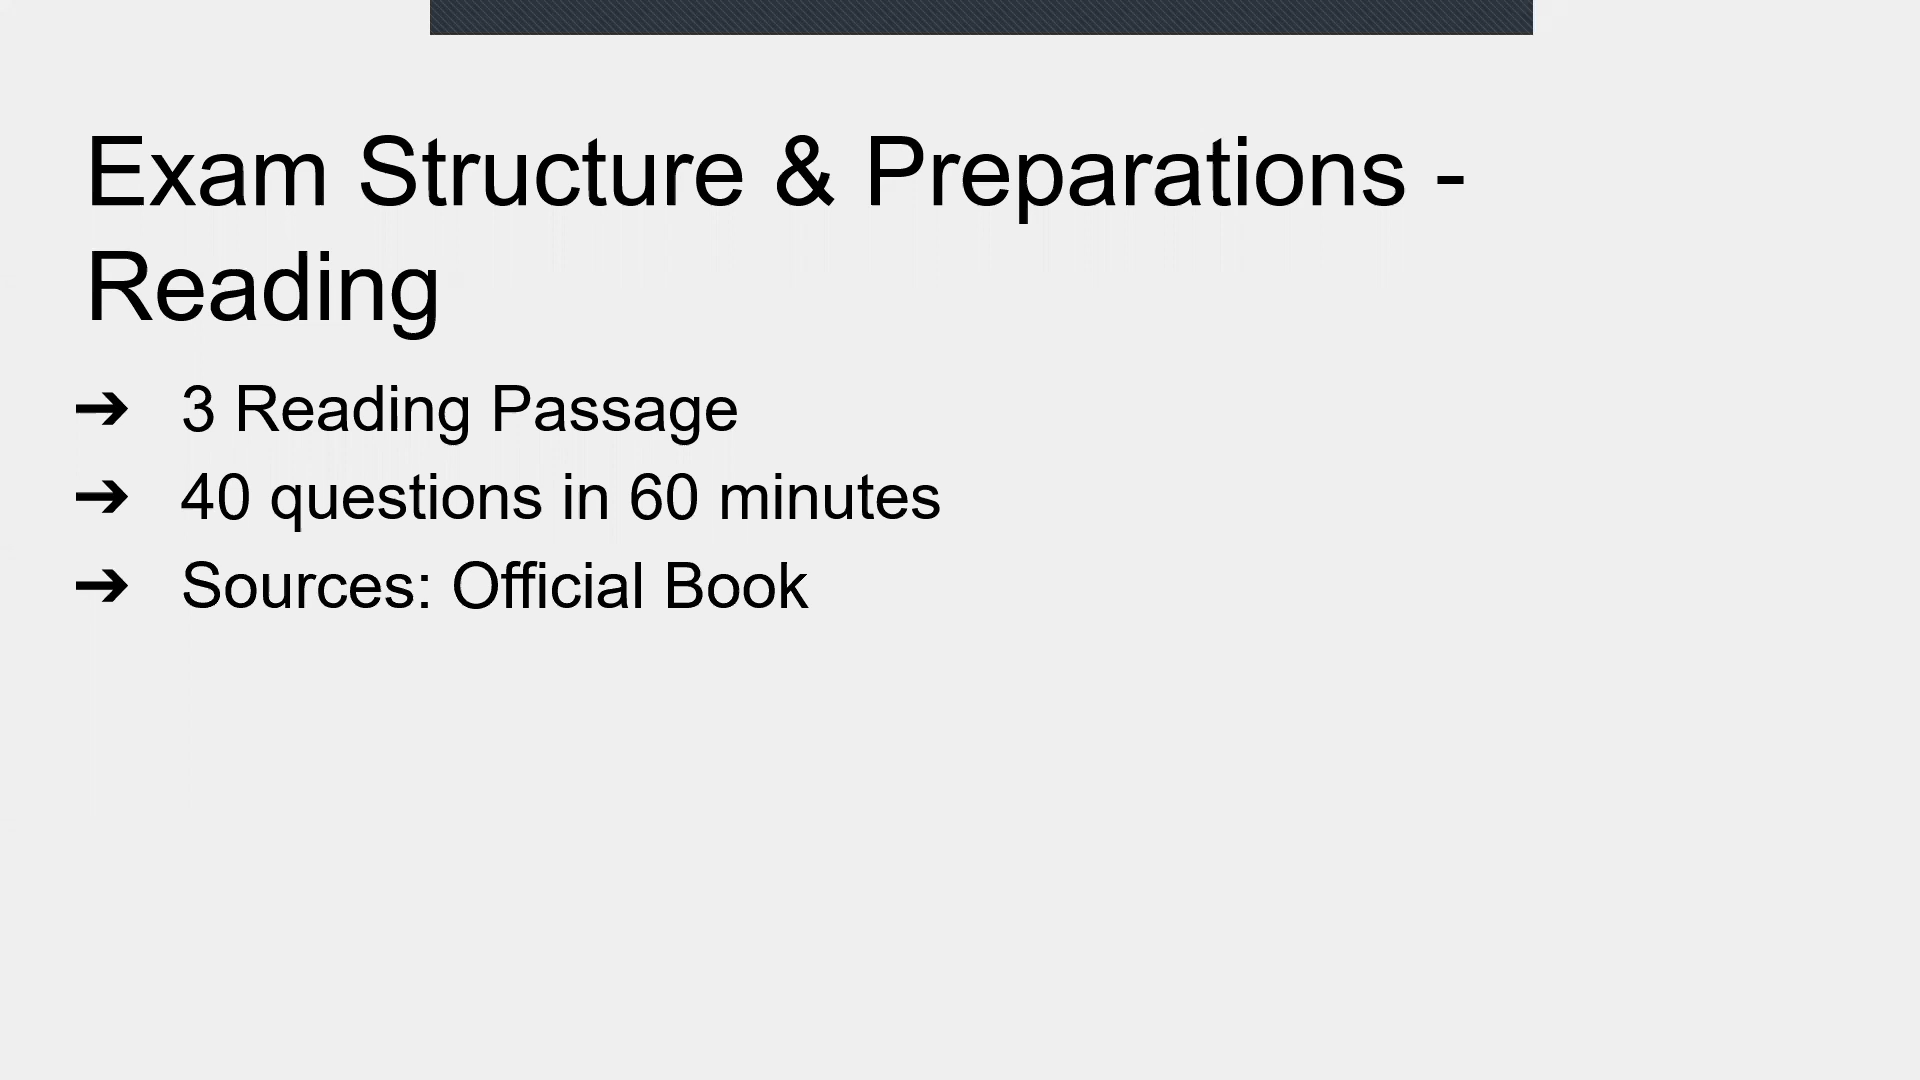 Exam Structure & Preparations -
Reading
➔ 3 Reading Passage
➔ 40 questions in 60 minutes
➔ Sources: Official Book